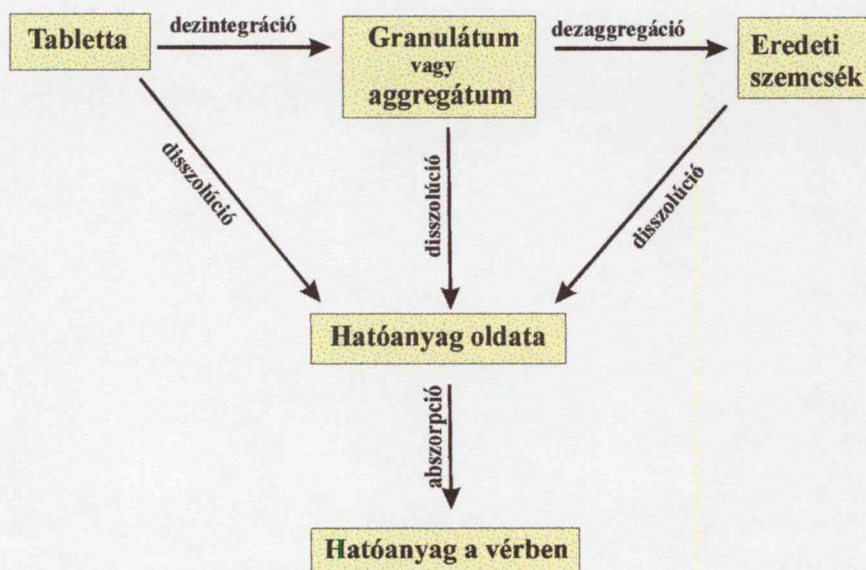 Tabletta
dezintegráció
Granulátum
vagy
aggregátum
dezaggregáció
Eredeti
szemcsék
disszolúció
disszolúció
disszolúció
Hatóanyag oldata
abszorpció
Hatóanyag a vérben